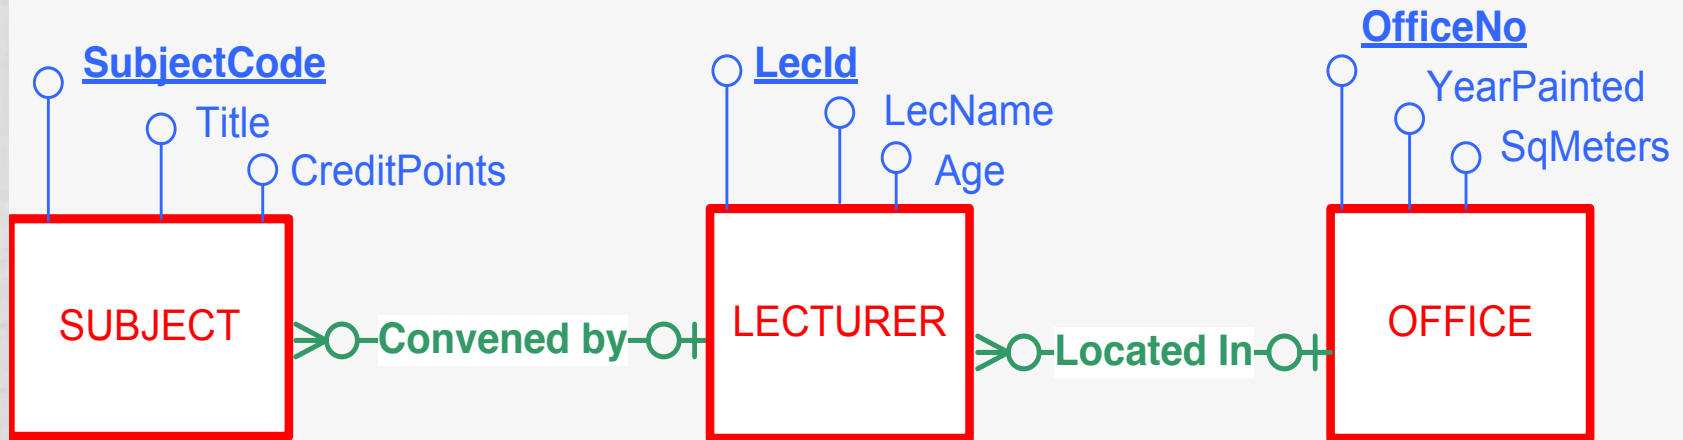 SubjectCode
Title
CreditPoints
SUBJECT
Convened by
LecId
LecName
Age
LECTURER
Located In
OfficeNo
YearPainted
SqMeters
OFFICE